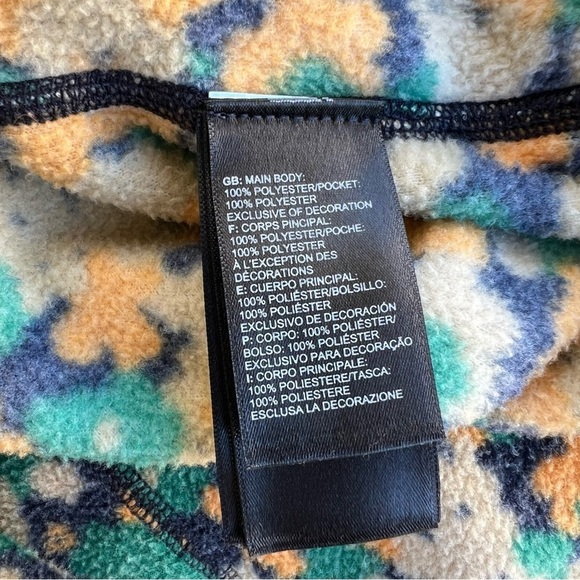 GB: MAIN BODY:
100% POLYESTER/POCKET:
100% POLYESTER
EXCLUSIVE OF DECORATION
F: CORPS PINCIPAL:
100% POLYESTER/POCHE:
100% POLYESTER
À L'EXCEPTION DES
DÉCORATIONS
E: CUERPO PRINCIPAL:
100% POLIÉSTER/BOLSILLO:
100% POLIÉSTER
EXCLUSIVO DE DECORACIÓN
P: CORPO: 100% POLIÉSTER/
BOLSO: 100% POLIÉSTER
EXCLUSIVO PARA DECORAÇÃO
I: CORPO PRINCIPALE:
100% POLIESTERE/TASCA:
100% POLIESTERE
ESCLUSA LA DECORAZIONE